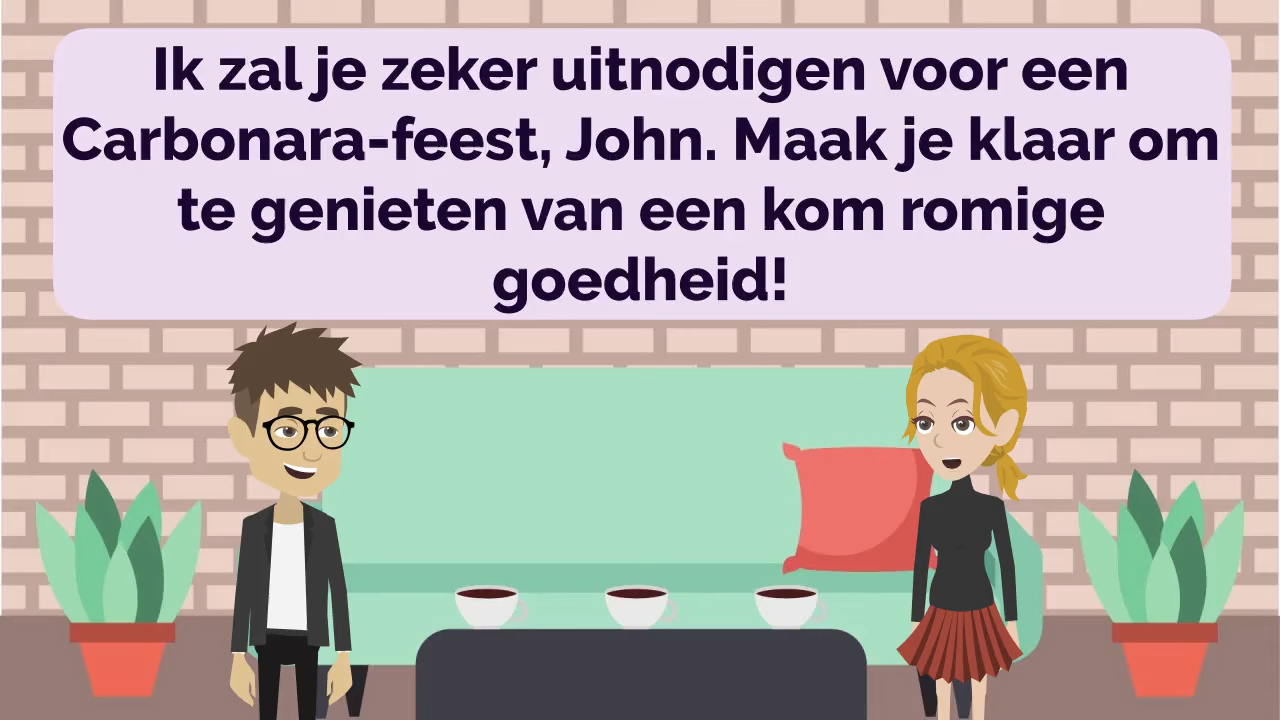 Ik zal je zeker uitnodigen voor een
Carbonara-feest, John. Maak je klaar om
te genieten van een kom romige
goedheid!